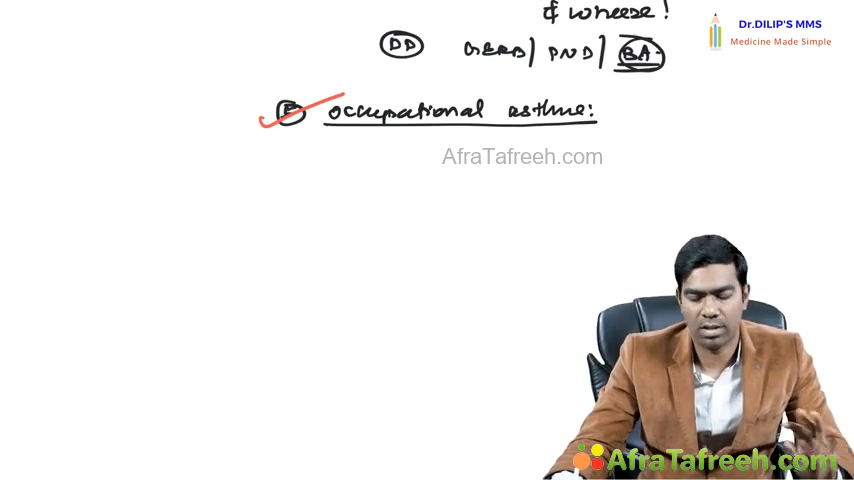 & wheeze!
Dr.DILIP'S MMS
Medicine Made Simple
DD GERD/ PND/ BA.
E occupational asthma:
AfraTafreeh.com
AfraTafreeh.com